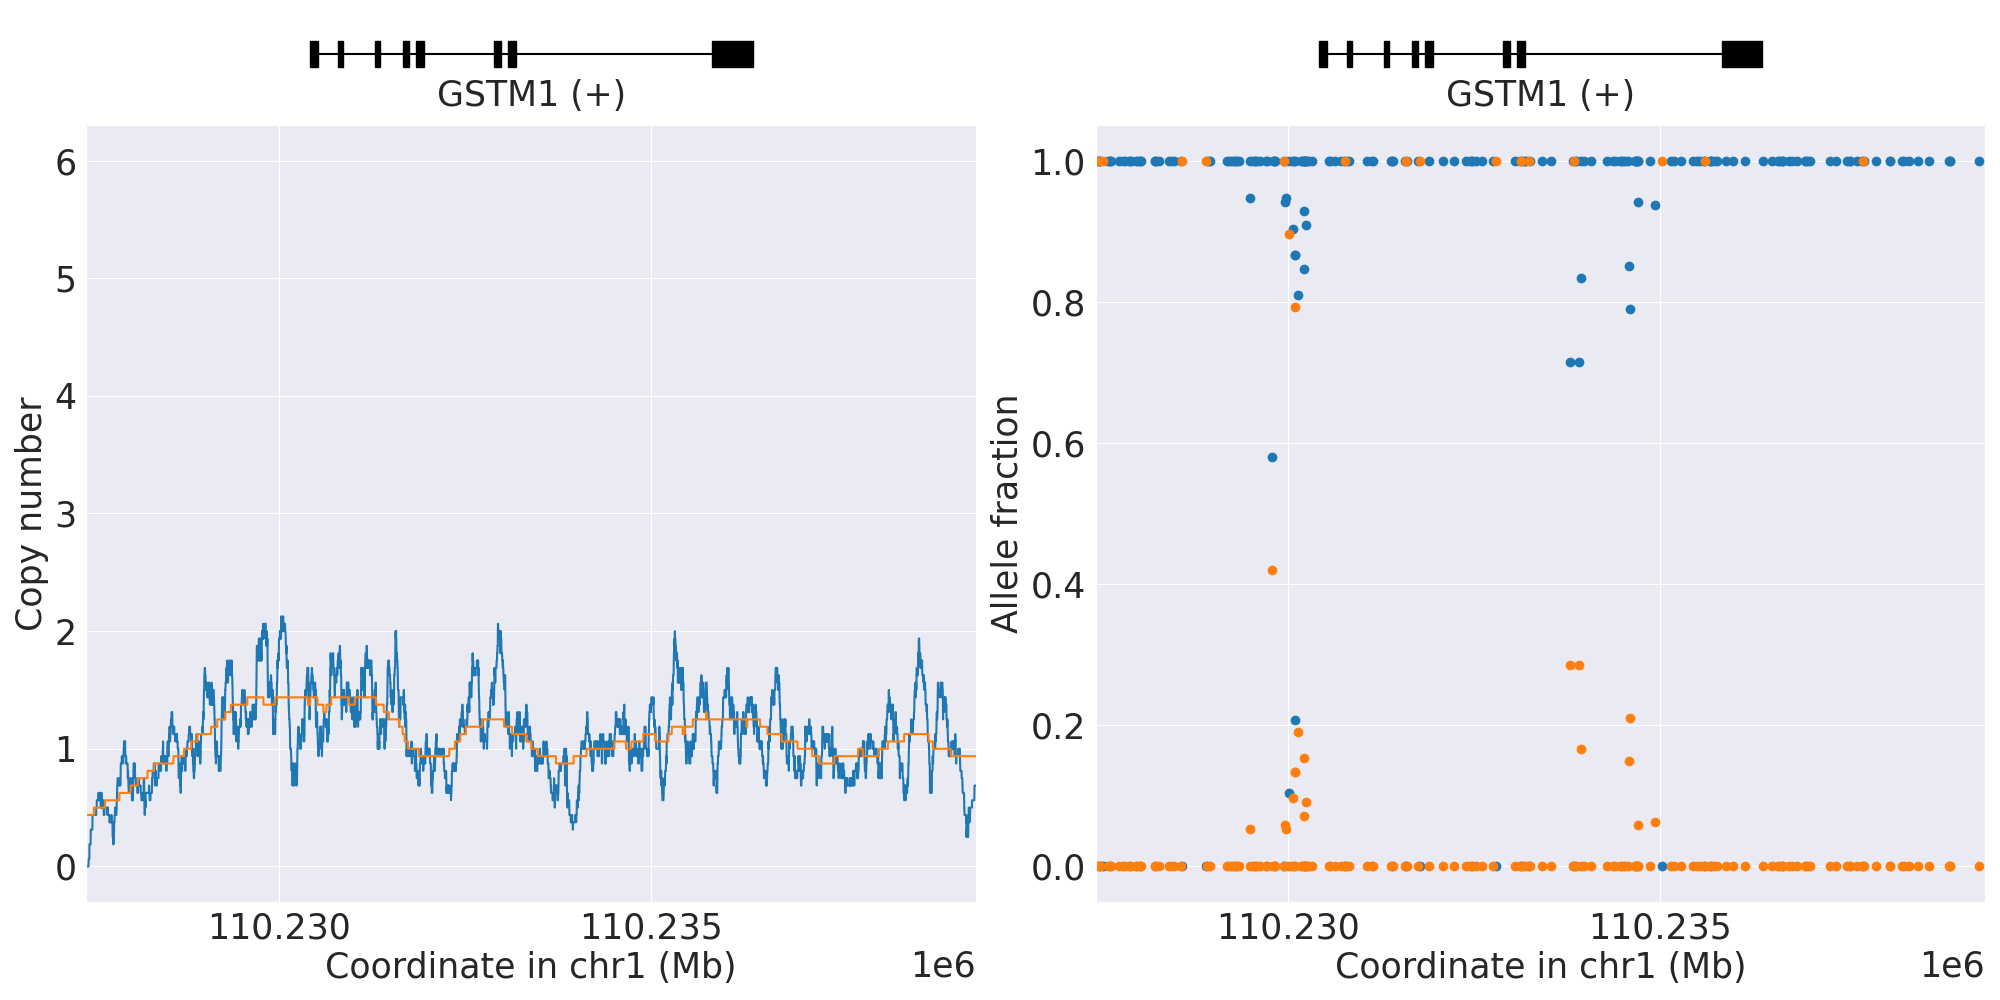 GSTM1 (+)
GSTM1 (+)
6
5
4
3
2
1
0
Copy number
110.230
110.235
Coordinate in chr1 (Mb)
1e6
1.0
0.8
0.6
0.4
0.2
0.0
Allele fraction
110.230
110.235
Coordinate in chr1 (Mb)
1e6